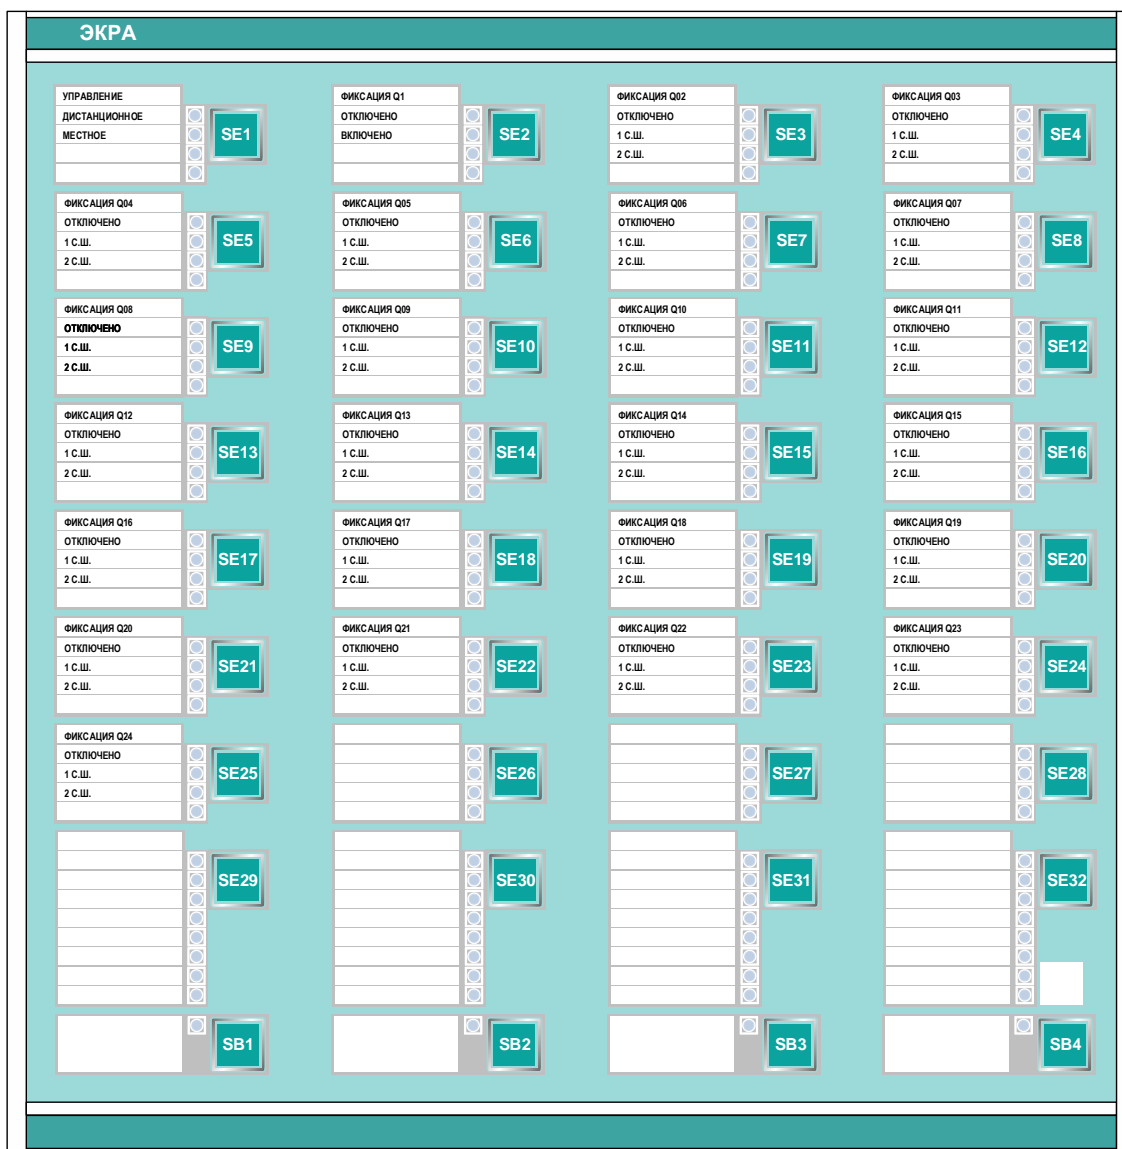 ЭКРА
УПРАВЛЕНИЕ
ДИСТАНЦИОННОЕ
МЕСТНОЕ
SE1
ФИКСАЦИЯ Q1
ОТКЛЮЧЕНО
ВКЛЮЧЕНО
SE2
ФИКСАЦИЯ Q02
ОТКЛЮЧЕНО
1 С.Ш.
2 С.Ш.
SE3
ФИКСАЦИЯ Q03
ОТКЛЮЧЕНО
1 С.Ш.
2 С.Ш.
SE4
ФИКСАЦИЯ Q04
ОТКЛЮЧЕНО
1 С.Ш.
2 С.Ш.
SE5
ФИКСАЦИЯ Q05
ОТКЛЮЧЕНО
1 С.Ш.
2 С.Ш.
SE6
ФИКСАЦИЯ Q06
ОТКЛЮЧЕНО
1 С.Ш.
2 С.Ш.
SE7
ФИКСАЦИЯ Q07
ОТКЛЮЧЕНО
1 С.Ш.
2 С.Ш.
SE8
ФИКСАЦИЯ Q08
ОТКЛЮЧЕНО
1 С.Ш.
2 С.Ш.
SE9
ФИКСАЦИЯ Q09
ОТКЛЮЧЕНО
1 С.Ш.
2 С.Ш.
SE10
ФИКСАЦИЯ Q10
ОТКЛЮЧЕНО
1 С.Ш.
2 С.Ш.
SE11
ФИКСАЦИЯ Q11
ОТКЛЮЧЕНО
1 С.Ш.
2 С.Ш.
SE12
ФИКСАЦИЯ Q12
ОТКЛЮЧЕНО
1 С.Ш.
2 С.Ш.
SE13
ФИКСАЦИЯ Q13
ОТКЛЮЧЕНО
1 С.Ш.
2 С.Ш.
SE14
ФИКСАЦИЯ Q14
ОТКЛЮЧЕНО
1 С.Ш.
2 С.Ш.
SE15
ФИКСАЦИЯ Q15
ОТКЛЮЧЕНО
1 С.Ш.
2 С.Ш.
SE16
ФИКСАЦИЯ Q16
ОТКЛЮЧЕНО
1 С.Ш.
2 С.Ш.
SE17
ФИКСАЦИЯ Q17
ОТКЛЮЧЕНО
1 С.Ш.
2 С.Ш.
SE18
ФИКСАЦИЯ Q18
ОТКЛЮЧЕНО
1 С.Ш.
2 С.Ш.
SE19
ФИКСАЦИЯ Q19
ОТКЛЮЧЕНО
1 С.Ш.
2 С.Ш.
SE20
ФИКСАЦИЯ Q20
ОТКЛЮЧЕНО
1 С.Ш.
2 С.Ш.
SE21
ФИКСАЦИЯ Q21
ОТКЛЮЧЕНО
1 С.Ш.
2 С.Ш.
SE22
ФИКСАЦИЯ Q22
ОТКЛЮЧЕНО
1 С.Ш.
2 С.Ш.
SE23
ФИКСАЦИЯ Q23
ОТКЛЮЧЕНО
1 С.Ш.
2 С.Ш.
SE24
ФИКСАЦИЯ Q24
ОТКЛЮЧЕНО
1 С.Ш.
2 С.Ш.
SE25
SE26
SE27
SE28
SE29
SE30
SE31
SE32
SB1
SB2
SB3
SB4